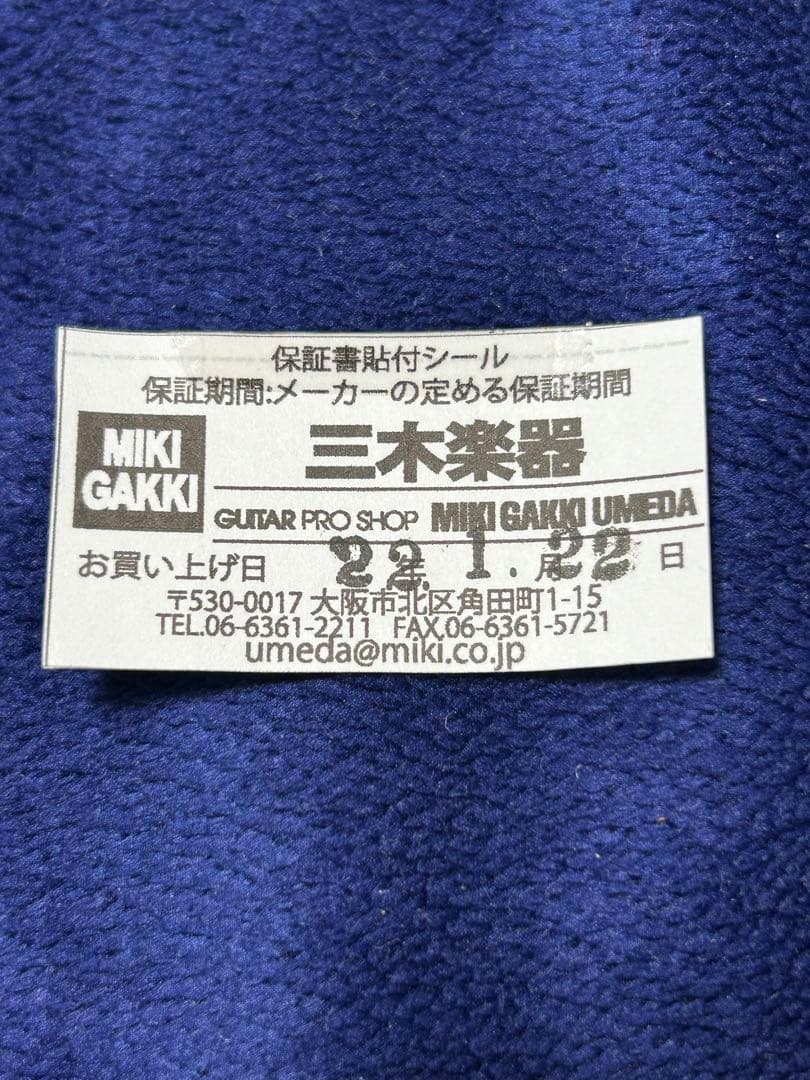 保証書貼付シール
保証期間:メーカーの定める保証期間
MIKI
GAKKI
三木楽器
GUITAR PRO SHOP MIKI GAKKI UMEDA
お買い上げ日 22年. 1. 月22 日
〒530-0017 大阪市北区角田町1-15
TEL.06-6361-2211 FAX.06-6361-5721
umeda@miki.co.jp